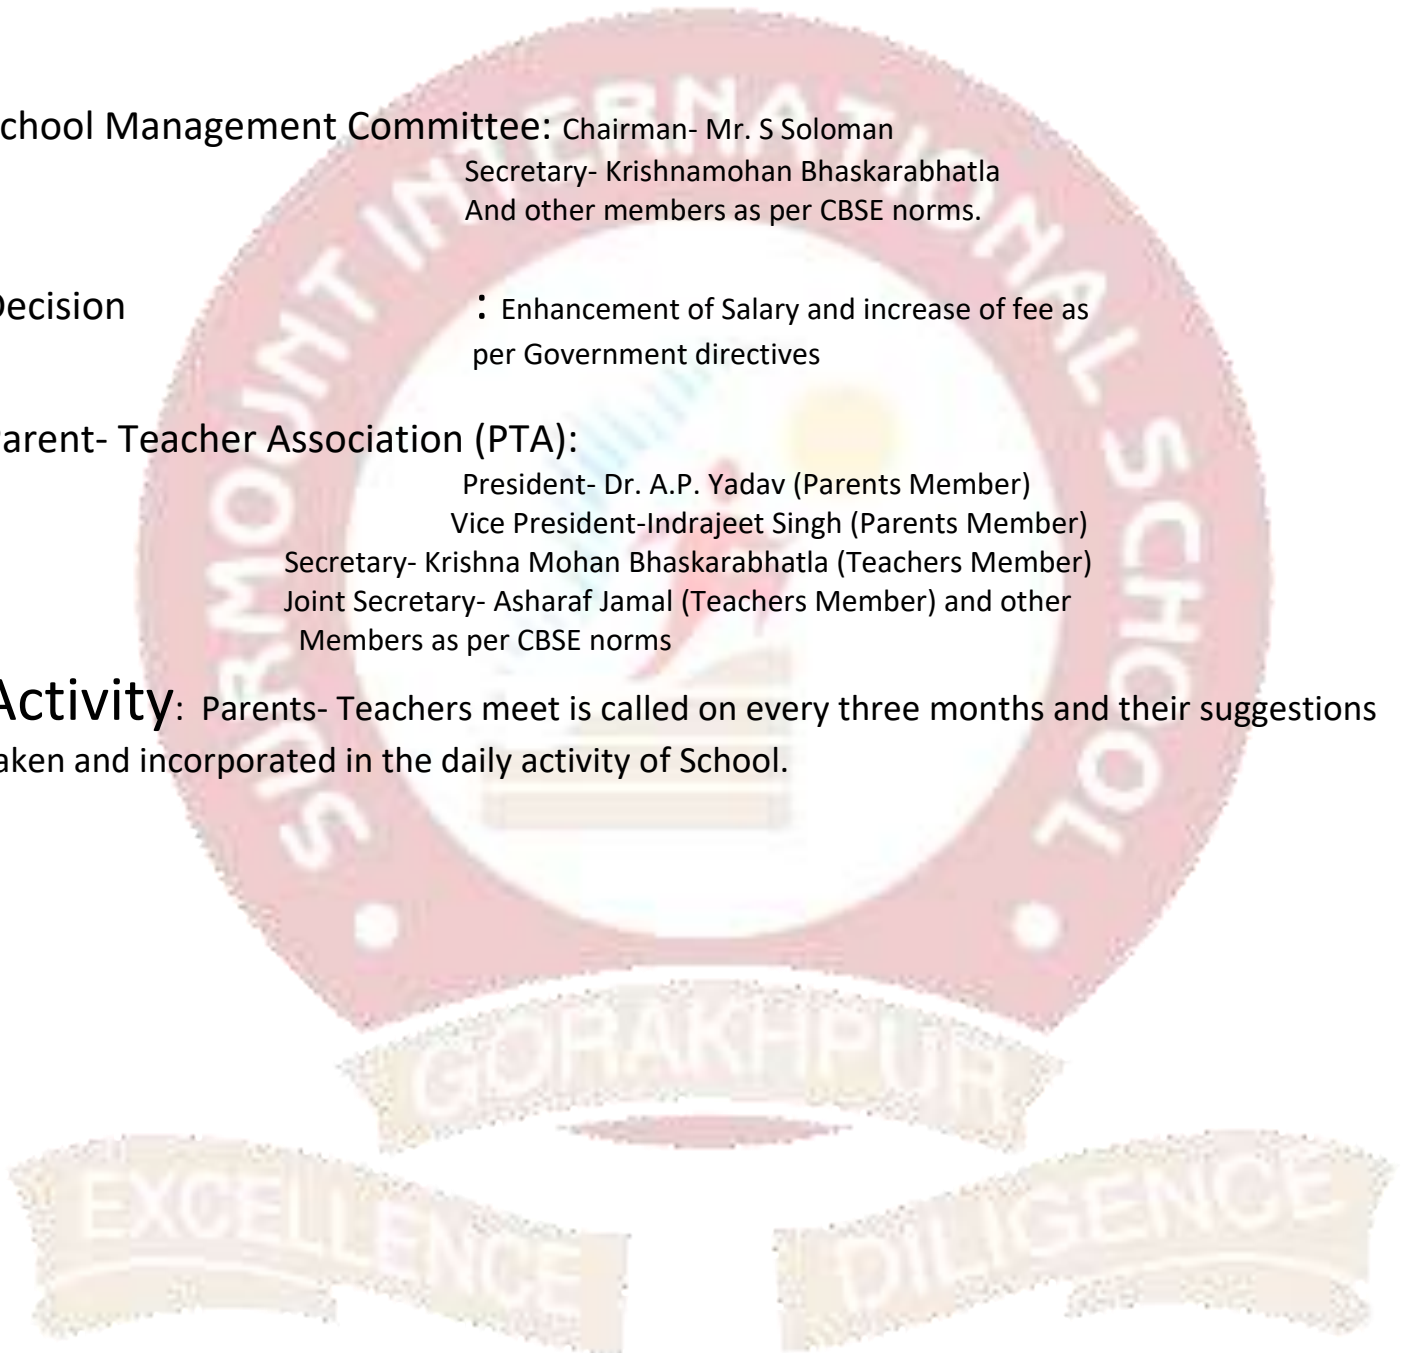 chool Management Committee: Chairman- Mr. S Soloman
Secretary- Krishnamohan Bhaskarabhatla
And other members as per CBSE norms.
Decision : Enhancement of Salary and increase of fee as
per Government directives
arent- Teacher Association (PTA):
President- Dr. A.P. Yadav (Parents Member)
Vice President-Indrajeet Singh (Parents Member)
Secretary- Krishna Mohan Bhaskarabhatla (Teachers Member)
Joint Secretary- Asharaf Jamal (Teachers Member) and other
Members as per CBSE norms
Activity: Parents- Teachers meet is called on every three months and their suggestions
aken and incorporated in the daily activity of School.
SURMOUNT INTERNATIONAL SCHOOL
GORAKHPUR
EXCELLENCE
DILIGENCE